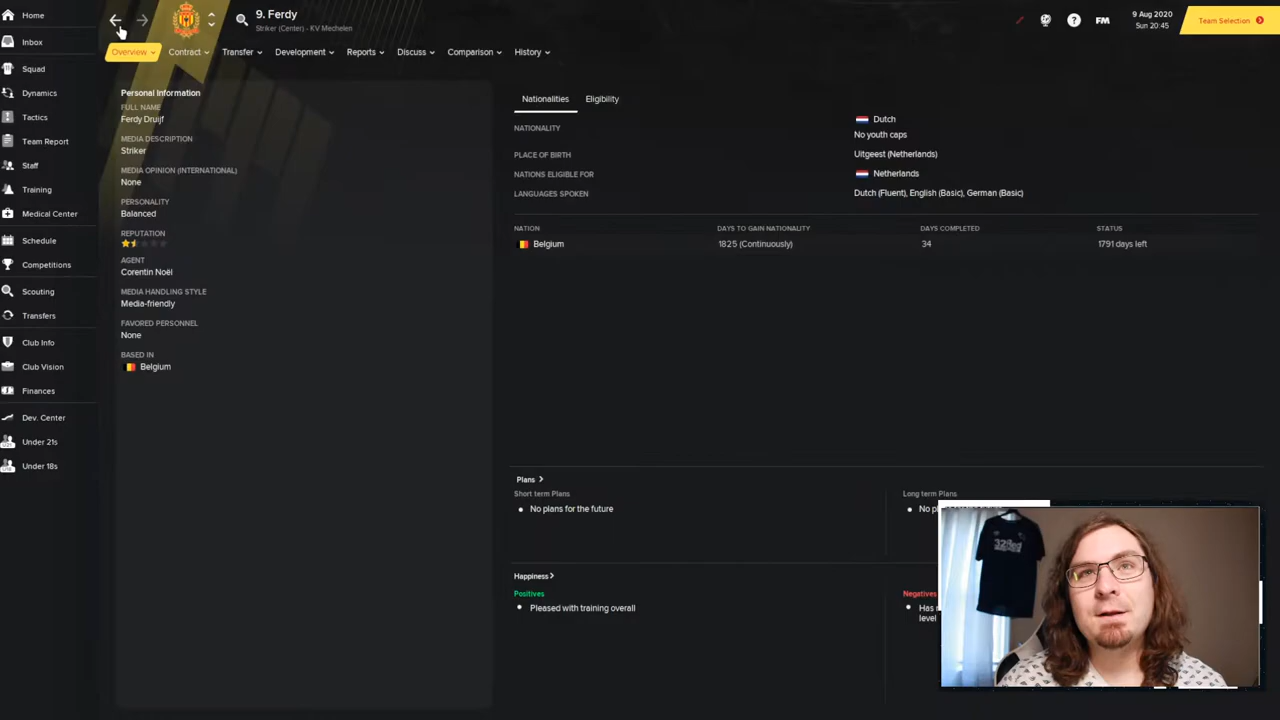 Home
9. Ferdy
Striker (Center) - KV Mechelen
9 Aug 2020
Sun 20:45
FM
Team Selection
Inbox
Overview
Contract
Transfer
Development
Reports
Discuss
Comparison
History
Squad
Dynamics
Tactics
Team Report
Staff
Training
Medical Center
Schedule
Competitions
Scouting
Transfers
Club Info
Club Vision
Finances
Dev. Center
Under 21s
Under 18s
Personal Information
FULL NAME
Ferdy Druijf
MEDIA DESCRIPTION
Striker
MEDIA OPINION (INTERNATIONAL)
None
PERSONALITY
Balanced
REPUTATION
AGENT
Corentin Noël
MEDIA HANDLING STYLE
Media-friendly
FAVORED PERSONNEL
None
BASED IN
Belgium
Nationalities Eligibility
NATIONALITY
Dutch
No youth caps
PLACE OF BIRTH
Uitgeest (Netherlands)
NATIONS ELIGIBLE FOR
Netherlands
LANGUAGES SPOKEN
Dutch (Fluent), English (Basic), German (Basic)
NATION DAYS TO GAIN NATIONALITY DAYS COMPLETED STATUS
Belgium 1825 (Continuously) 34 1791 days left
Plans
Short term Plans
No plans for the future
Long term Plans
No
Happiness
Positives
Pleased with training overall
Negatives
Has
level